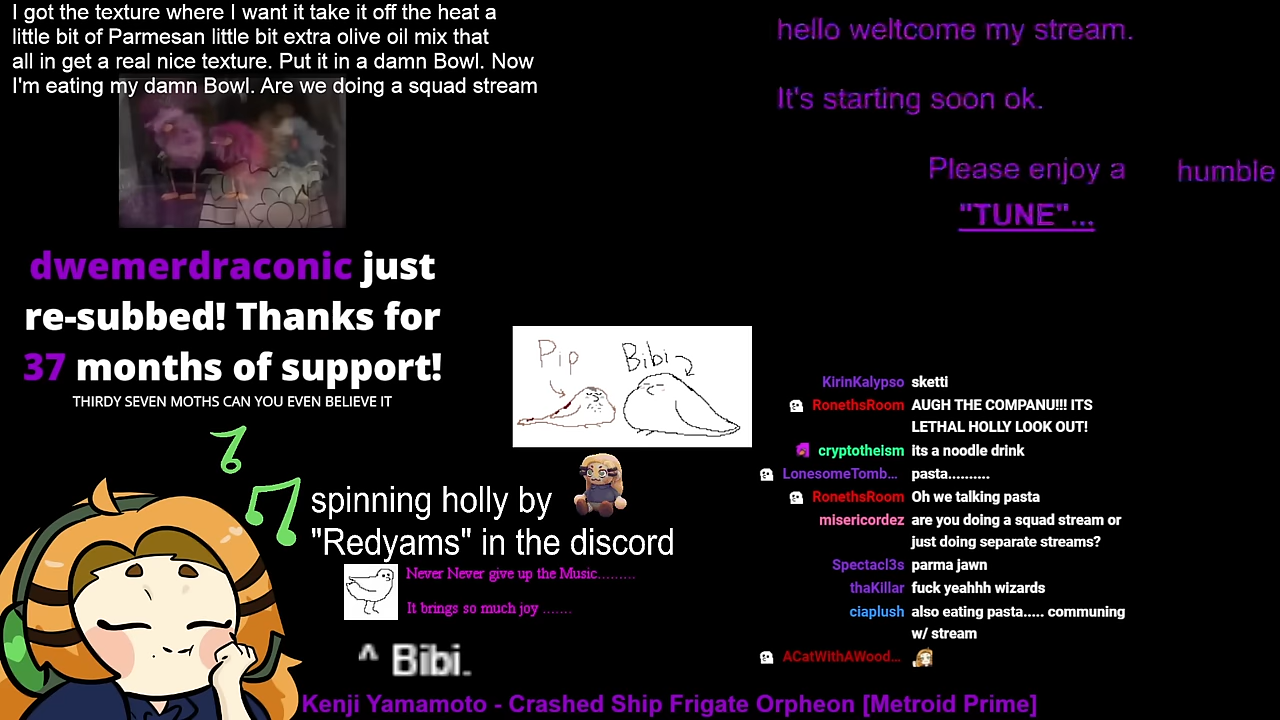 I got the texture where I want it take it off the heat a
little bit of Parmesan little bit extra olive oil mix that
all in get a real nice texture. Put it in a damn Bowl. Now
I'm eating my damn Bowl. Are we doing a squad stream
hello weltcome my stream.
It's starting soon ok.
Please enjoy a humble
"TUNE"...
dwemerdraconic just
re-subbed! Thanks for
37 months of support!
THIRDY SEVEN MOTHS CAN YOU EVEN BELIEVE IT
Pip Bibi
spinning holly by
"Redyams" in the discord
Never Never give up the Music.........
It brings so much joy .......
^ Bibi.
KirinKalypso sketti
RonethsRoom AUGH THE COMPANU!!! ITS
LETHAL HOLLY LOOK OUT!
cryptotheism Its a noodle drink
LonesomeTomb... pasta..........
RonethsRoom Oh we talking pasta
misericordez are you doing a squad stream or
just doing separate streams?
Spectacl3s parma jawn
thaKillar fuck yeahhh wizards
ciaplush also eating pasta..... communing
w/ stream
ACatWithAWood...
Kenji Yamamoto - Crashed Ship Frigate Orpheon [Metroid Prime]